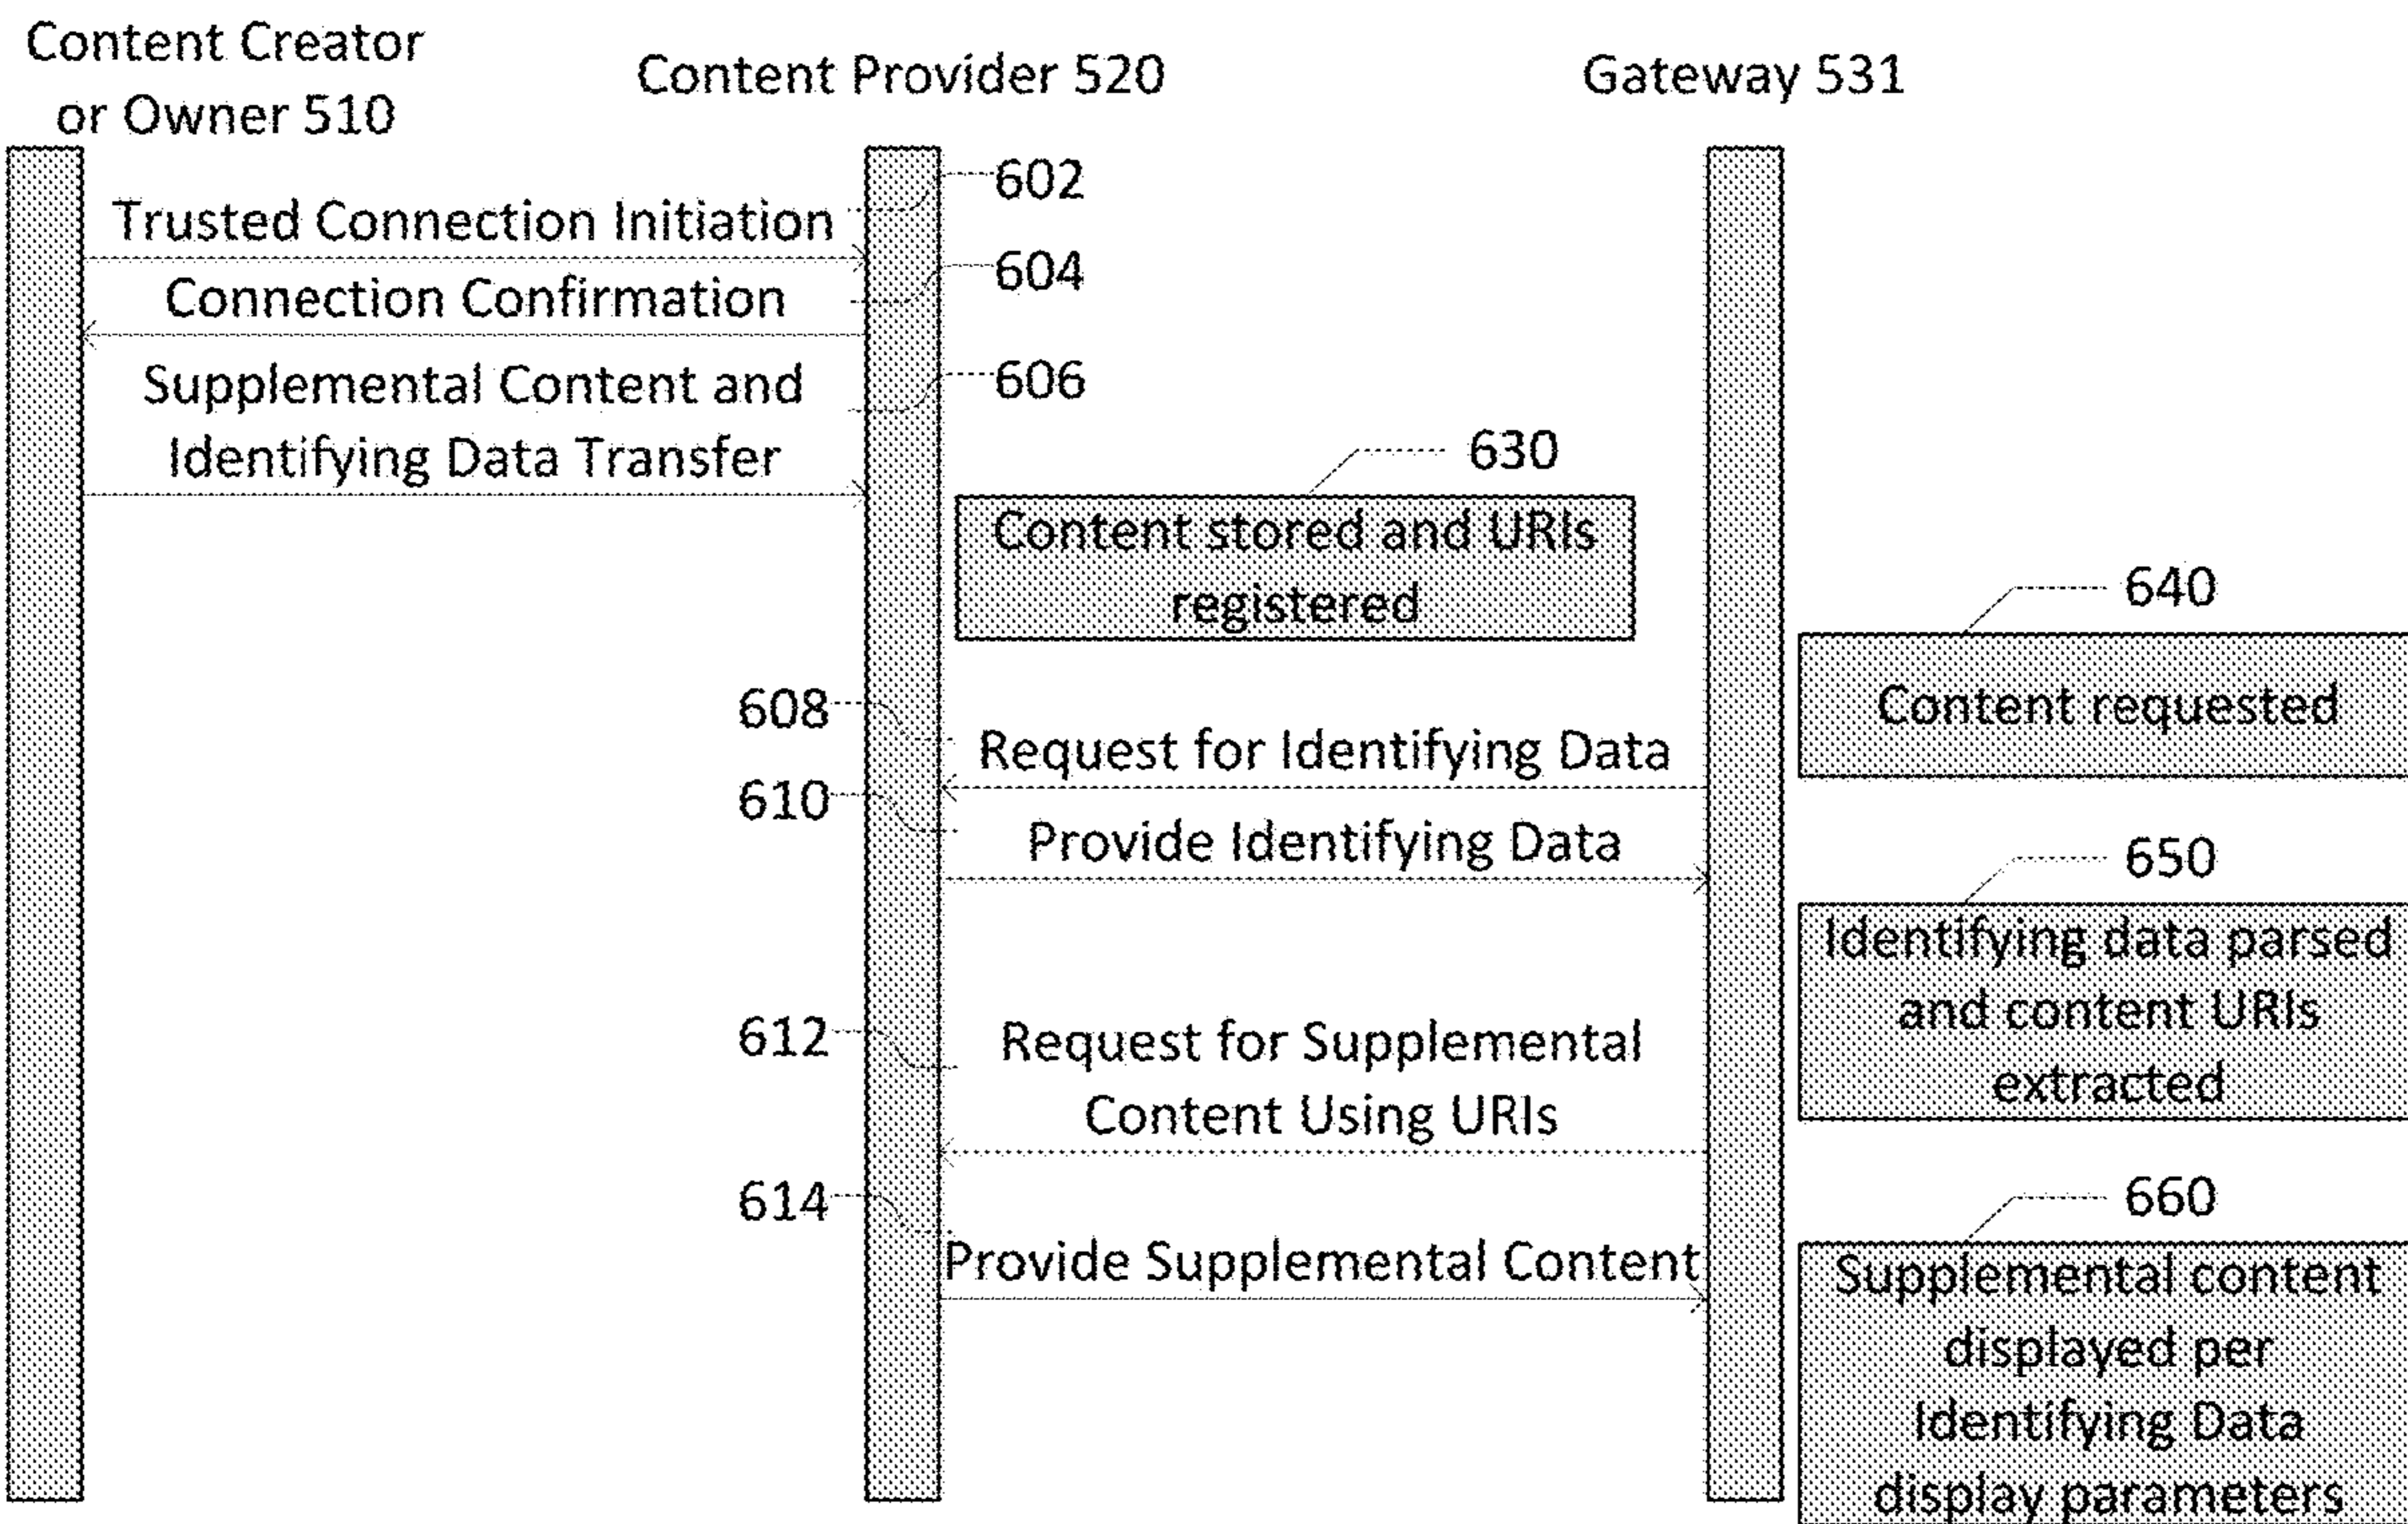 Content Creator
or Owner 510
Content Provider 520
Gateway 531
602
Trusted Connection Initiation
604
Connection Confirmation
606
Supplemental Content and
Identifying Data Transfer
630
Content stored and URIs
registered
640
Content requested
608
Request for Identifying Data
610
Provide Identifying Data
650
Identifying data parsed
and content URIs
extracted
612
Request for Supplemental
Content Using URIs
614
Provide Supplemental Content
660
Supplemental content
displayed per
Identifying Data
display parameters